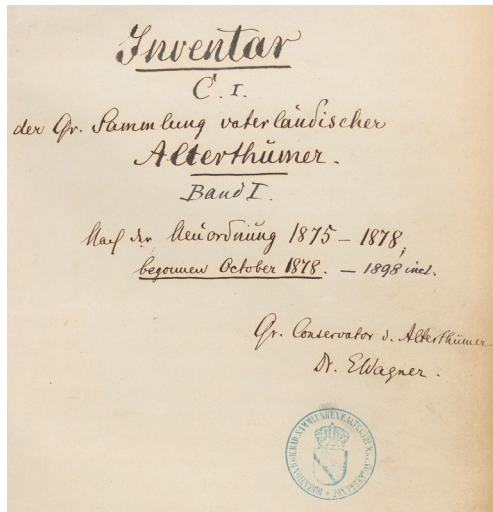 Inventar
C. I.
der Gr. Sammlung vaterländischer
Alterthümer.
Band I.
Nach der Neuordnung 1875 – 1878,
begonnen October 1878. – 1898 incl.
Gr. Conservator d. Alterthümer
Dr. EWagner.